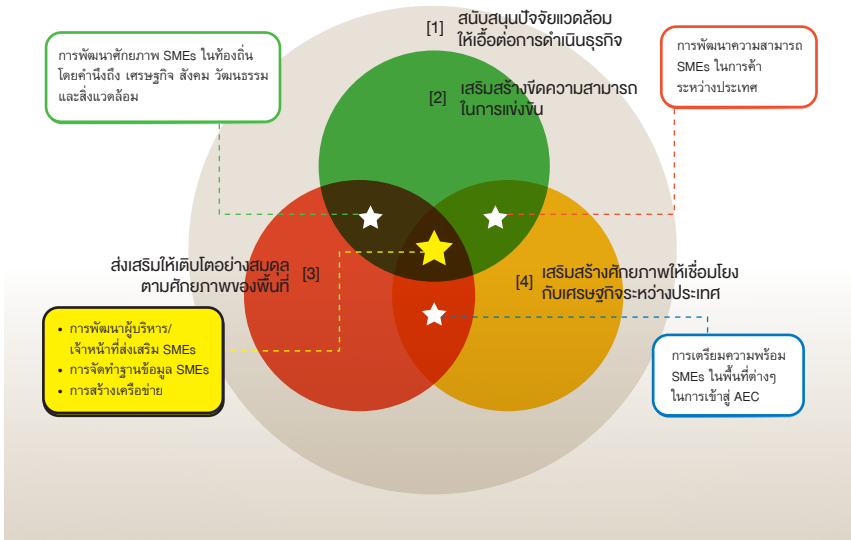 [1] สนับสนุนปัจจัยแวดล้อม
ให้เอื้อต่อการดำเนินธุรกิจ
การพัฒนาศักยภาพ SMEs ในท้องถิ่น
โดยคำนึงถึง เศรษฐกิจ สังคม วัฒนธรรม
และสิ่งแวดล้อม
การพัฒนาความสามารถ
SMEs ในการค้า
ระหว่างประเทศ
[2] เสริมสร้างขีดความสามารถ
ในการแข่งขัน
ส่งเสริมให้เติบโตอย่างสมดุล [3]
ตามศักยภาพของพื้นที่
[4] เสริมสร้างศักยภาพให้เชื่อมโยง
กับเศรษฐกิจระหว่างประเทศ
• การพัฒนาผู้บริหาร/
เจ้าหน้าที่ส่งเสริม SMEs
• การจัดทำฐานข้อมูล SMEs
• การสร้างเครือข่าย
การเตรียมความพร้อม
SMEs ในพื้นที่ต่างๆ
ในการเข้าสู่ AEC